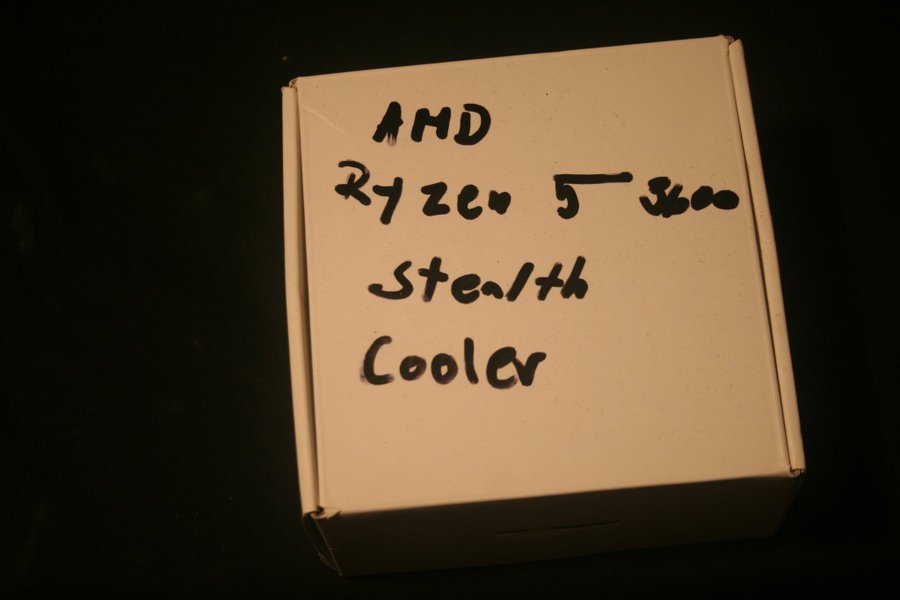 AMD
Ryzen 5 3600
Stealth
Cooler